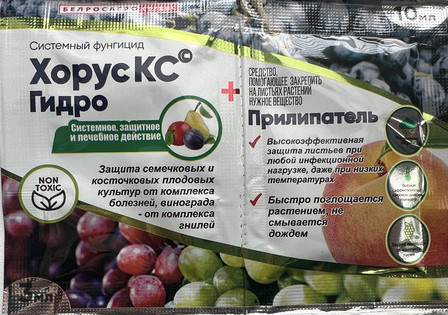 БЕЛРОСАГРО
10 МЛ
Системный фунгицид
Хорус КС©
Гидро
Системное, защитное
и лечебное действие
NON
TOXIC
Защита семечковых и
косточковых плодовых
культур от комплекса
болезней, винограда
- от комплекса
гнилей
+
СРЕДСТВО,
ПОМОГАЮЩЕЕ ЗАКРЕПИТЬ
НА ЛИСТЬЯХ РАСТЕНИЙ
НУЖНОЕ ВЕЩЕСТВО
Прилипатель
Высокоэффективная
защита листьев при
любой инфекционной
нагрузке, даже при низких
температурах
Быстро поглощается
растением, не
смывается
дождем
мл